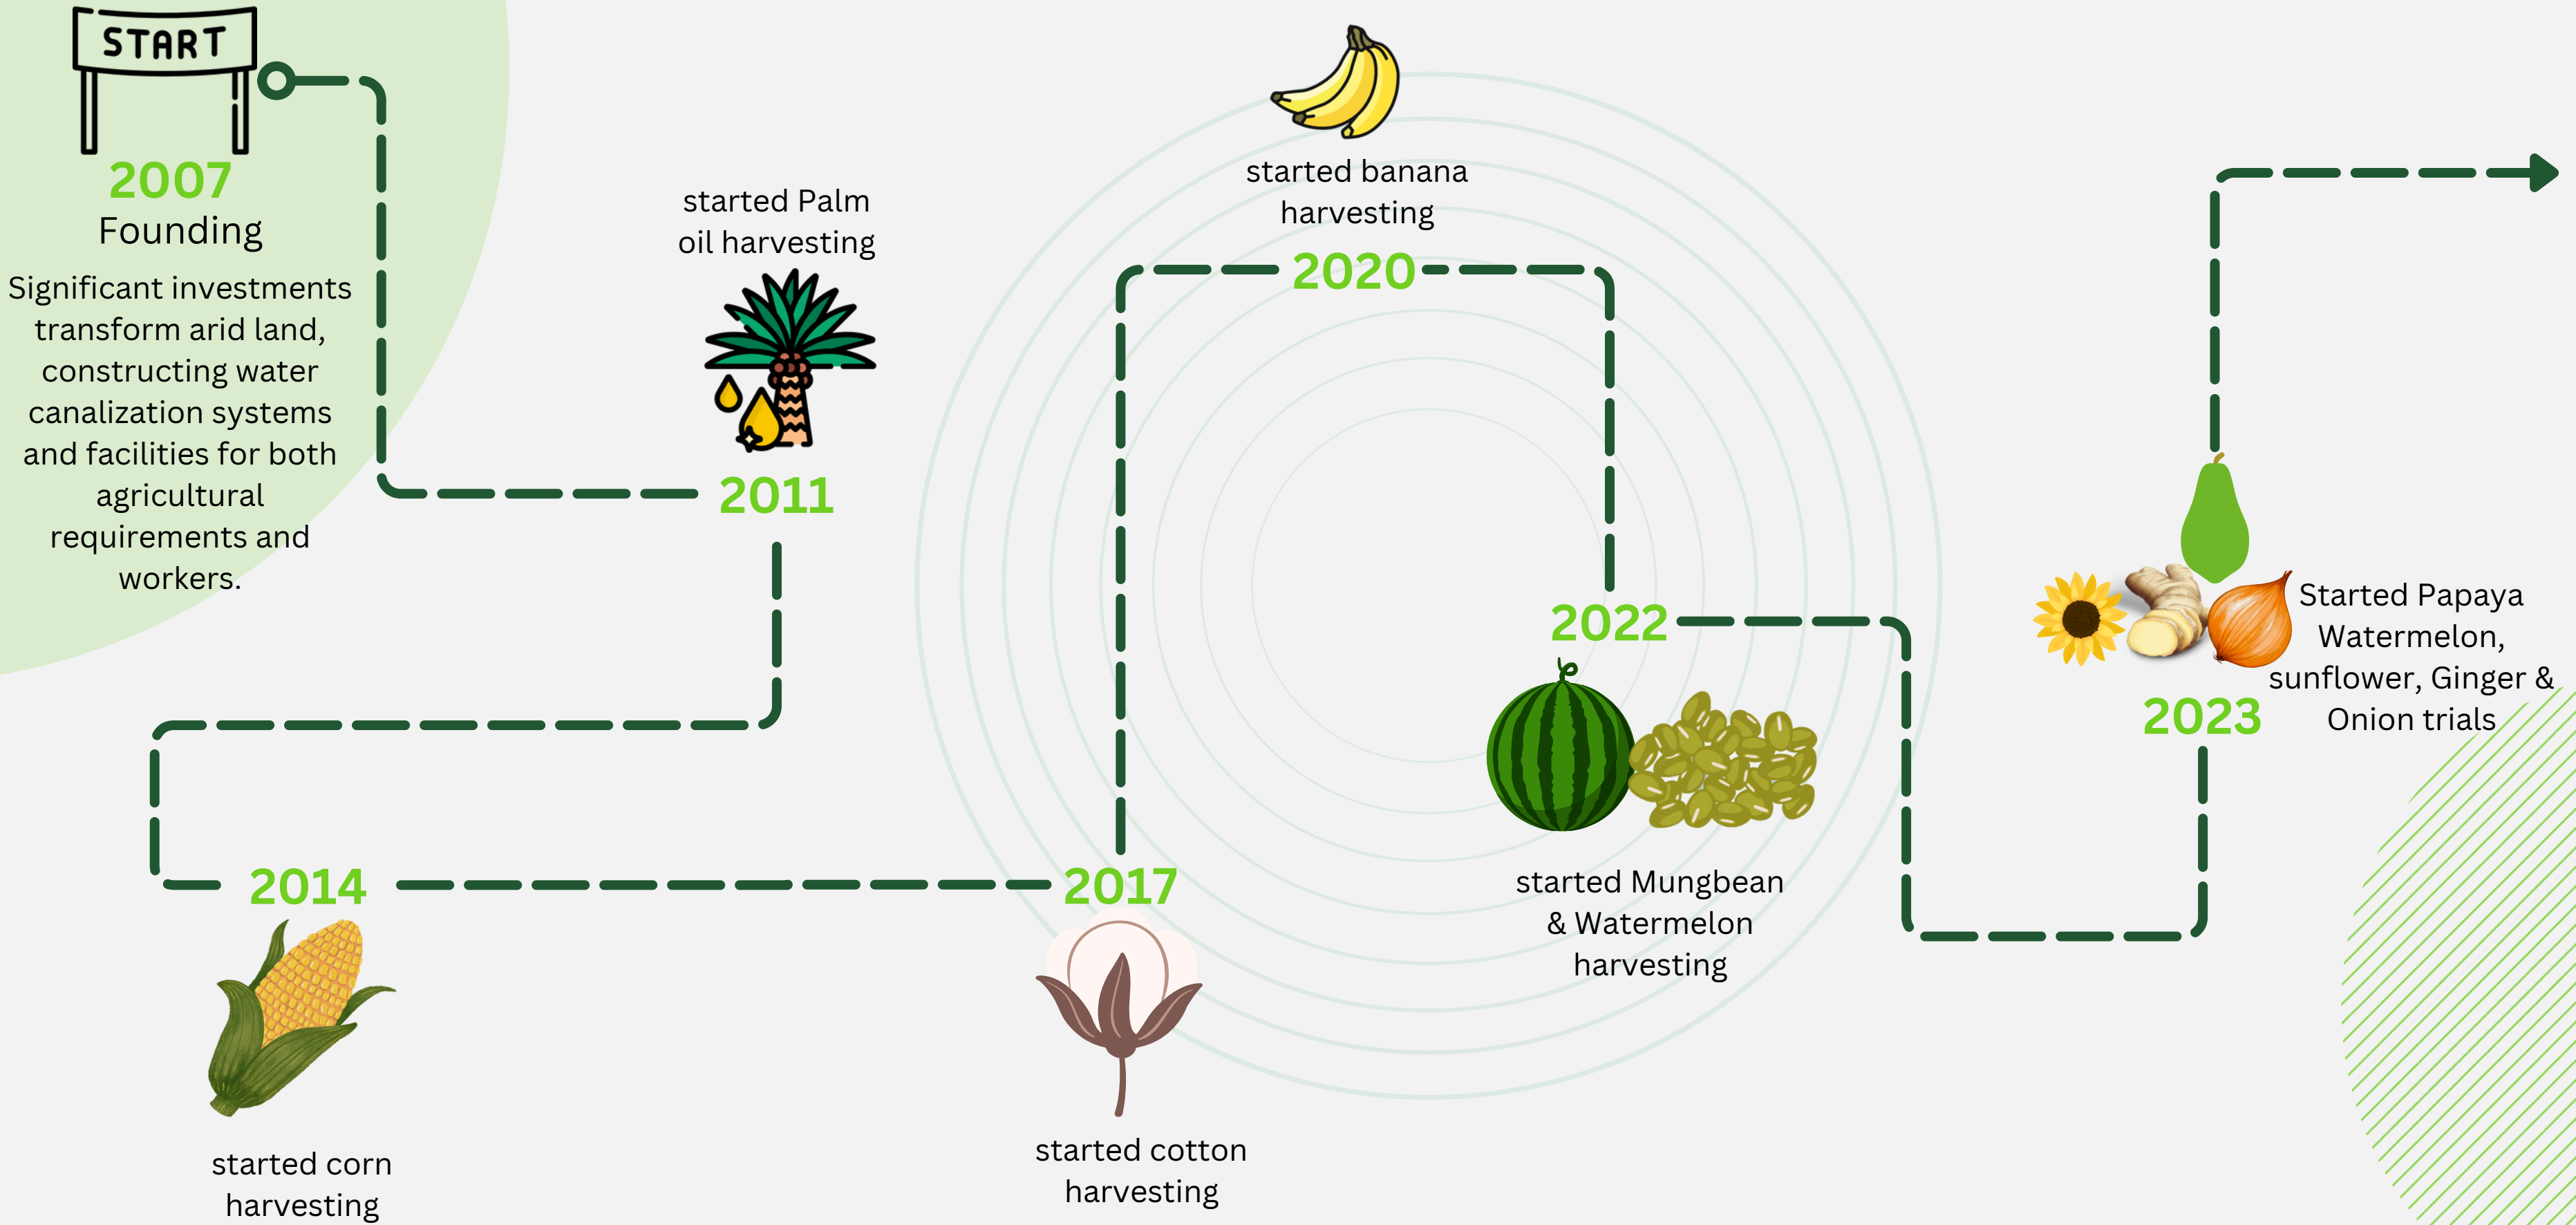 START
2007
Founding
Significant investments
transform arid land,
constructing water
canalization systems
and facilities for both
agricultural
requirements and
workers.
started Palm
oil harvesting
2011
2014
started corn
harvesting
2017
started cotton
harvesting
started banana
harvesting
2020
2022
started Mungbean
& Watermelon
harvesting
Started Papaya
Watermelon,
sunflower, Ginger &
Onion trials
2023